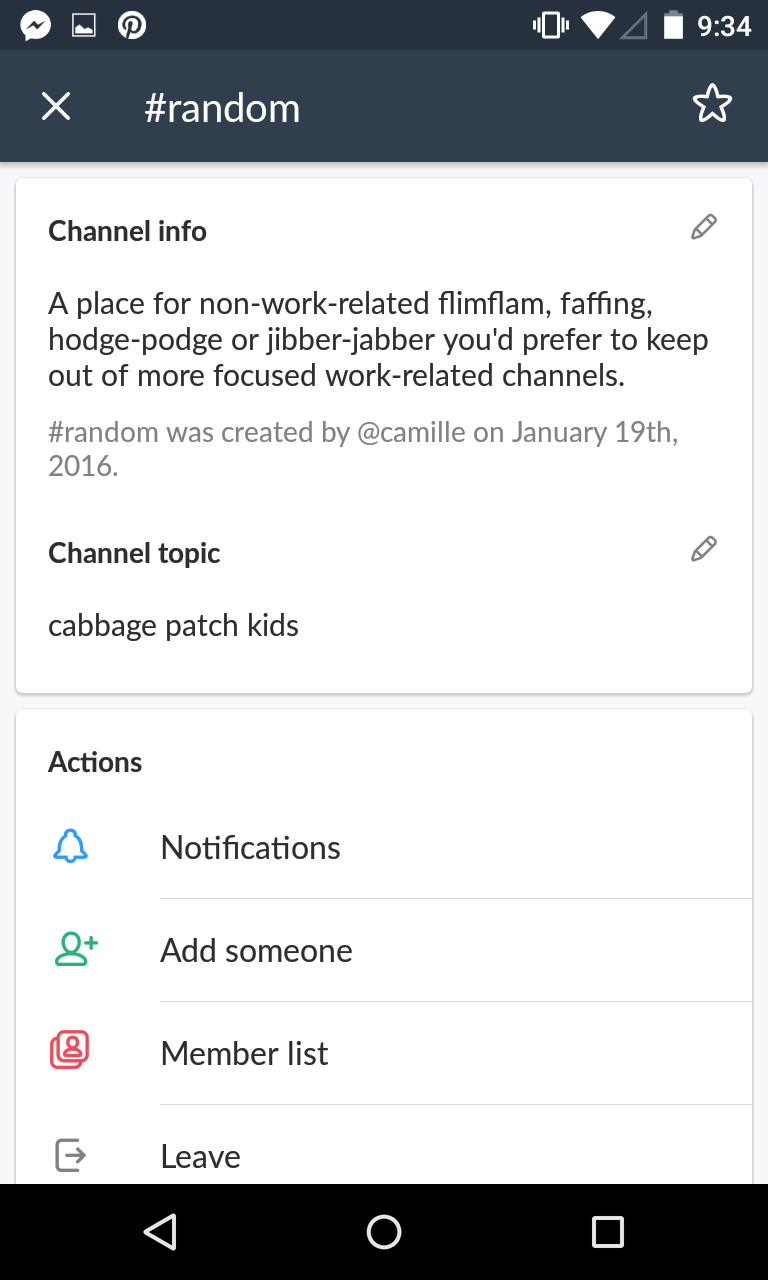 9:34
#random
Channel info
A place for non-work-related flimflam, faffing,
hodge-podge or jibber-jabber you'd prefer to keep
out of more focused work-related channels.
#random was created by @camille on January 19th,
2016.
Channel topic
cabbage patch kids
Actions
Notifications
Add someone
Member list
Leave